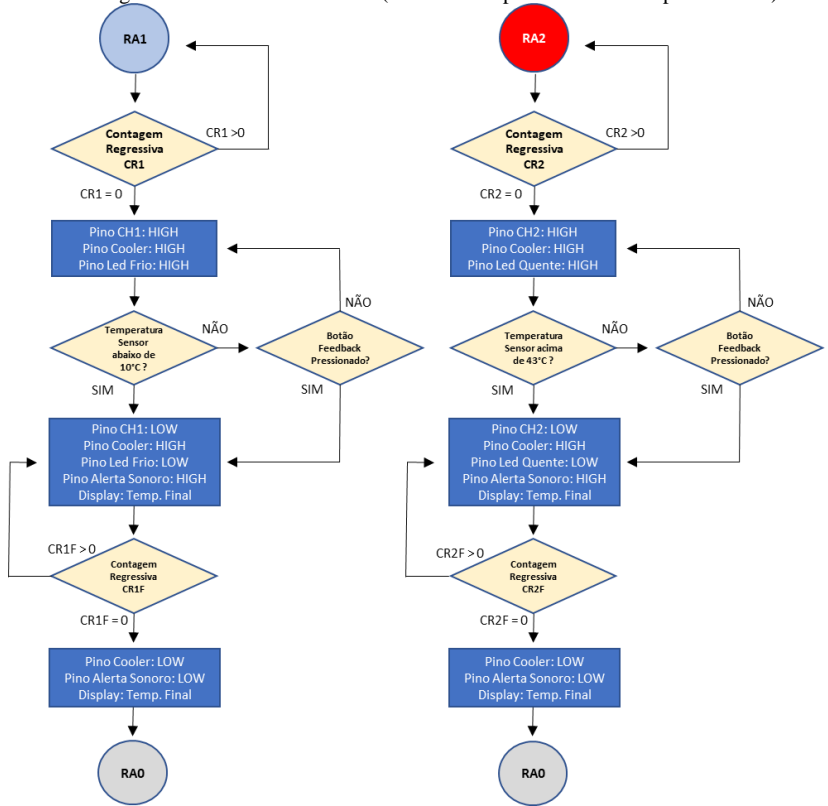 RA1
CR1 >0
Contagem
Regressiva
CR1
CR1 = 0
Pino CH1: HIGH
Pino Cooler: HIGH
Pino Led Frio: HIGH
NÃO
Temperatura
Sensor
abaixo de
10°C ?
NÃO
Botão
Feedback
Pressionado?
SIM
SIM
Pino CH1: LOW
Pino Cooler: HIGH
Pino Led Frio: LOW
Pino Alerta Sonoro: HIGH
Display: Temp. Final
CR1F > 0
Contagem
Regressiva
CR1F
CR1F = 0
Pino Cooler: LOW
Pino Alerta Sonoro: LOW
Display: Temp. Final
RA0
RA2
CR2 >0
Contagem
Regressiva
CR2
CR2 = 0
Pino CH2: HIGH
Pino Cooler: HIGH
Pino Led Quente: HIGH
NÃO
Temperatura
Sensor acima
de 43°C ?
NÃO
Botão
Feedback
Pressionado?
SIM
SIM
Pino CH2: LOW
Pino Cooler: HIGH
Pino Led Quente: LOW
Pino Alerta Sonoro: HIGH
Display: Temp. Final
CR2F > 0
Contagem
Regressiva
CR2F
CR2F = 0
Pino Cooler: LOW
Pino Alerta Sonoro: LOW
Display: Temp. Final
RA0